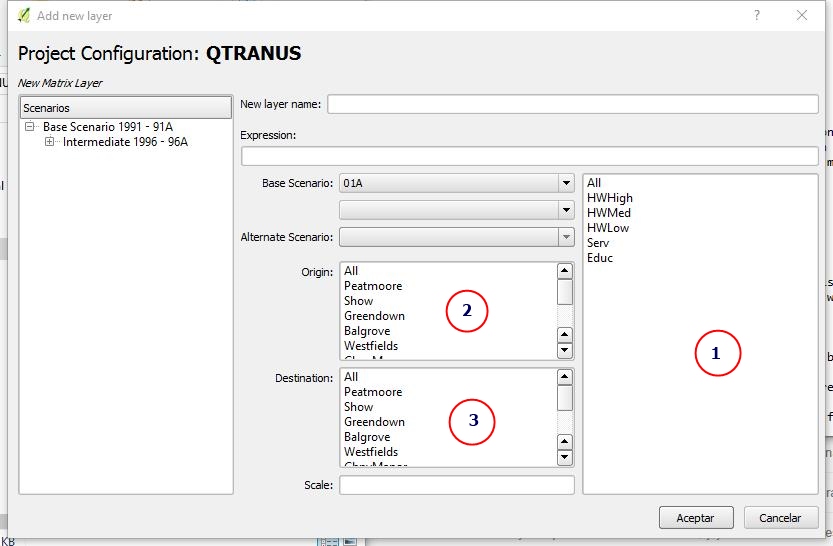 Add new layer
?
Project Configuration: QTRANUS
New Matrix Layer
Scenarios
Base Scenario 1991 - 91A
Intermediate 1996 - 96A
New layer name:
Expression:
Base Scenario: 01A
Alternate Scenario:
Origin:
All
Peatmoore
Show
Greendown
Balgrove
Westfields
2
Destination:
All
Peatmoore
Show
Greendown
Balgrove
Westfields
ChpyManor
3
Scale:
All
HWHigh
HWMed
HWLow
Serv
Educ
1
Aceptar
Cancelar
KB